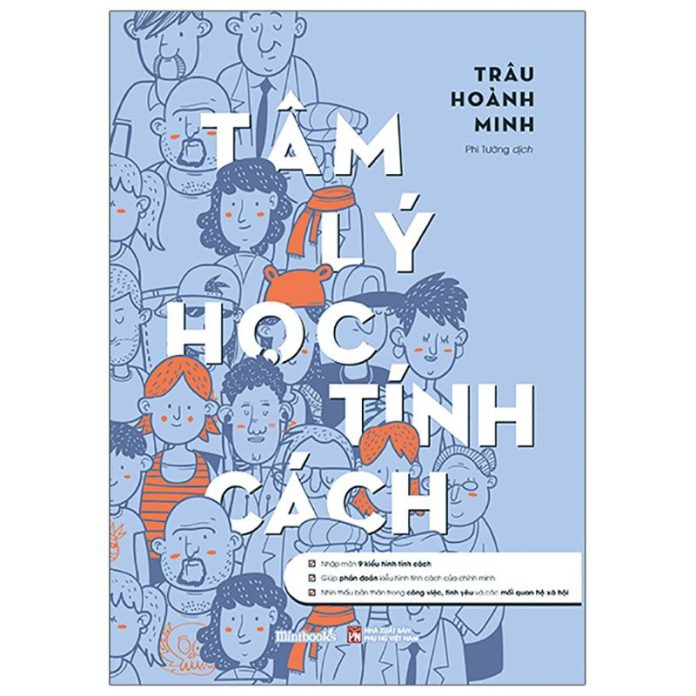 TRÂU
HOÀNH
MINH
Phi Tường dịch
TÂM
LÝ
HỌC
TÍNH
CÁCH
Nhập môn 9 kiểu hình tính cách
Giúp phán đoán kiểu hình tính cách của chính mình
Nhìn thấu bản thân trong công việc, tình yêu và các mối quan hệ xã hội
Mintbooks
PN
NHÀ XUẤT BẢN
PHỤ NỮ VIỆT NAM